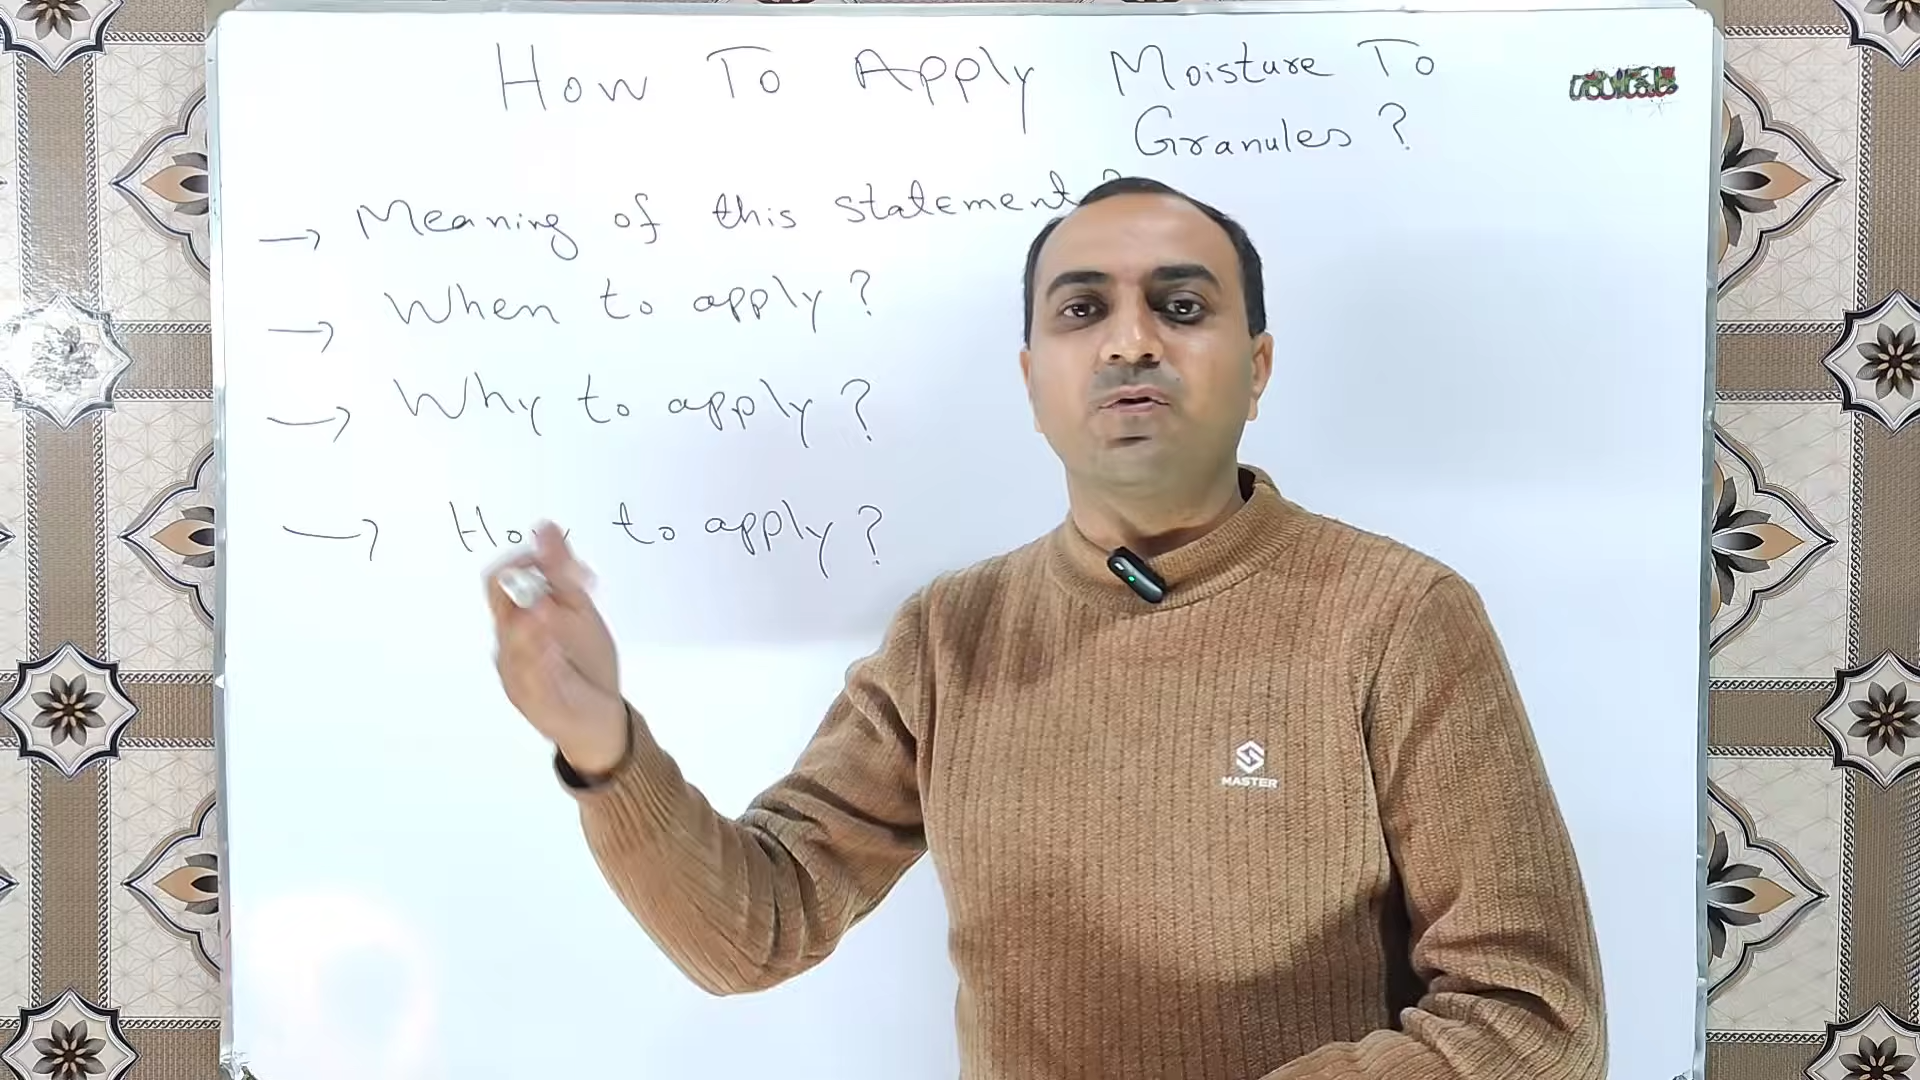 How To Apply Moisture To
Granules?
→ Meaning of this statement?
→ When to apply?
→ Why to apply?
→ How to apply?
MASTER